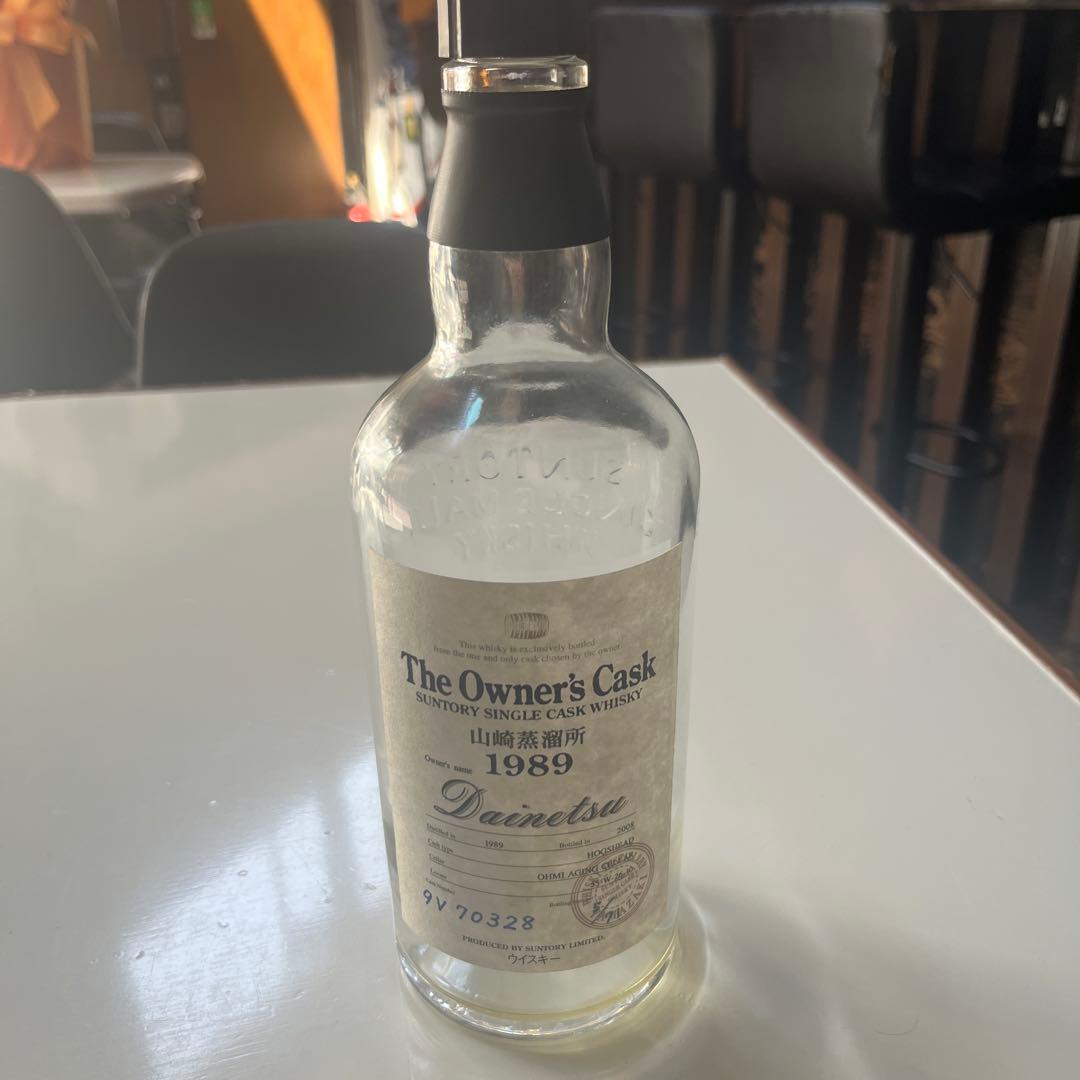 This whisky is exclusively bottled
from the one and only cask chosen by the owner.
The Owner's Cask
SUNTORY SINGLE CASK WHISKY
山崎蒸溜所
1989
Owner's name
Dainetsu
Distilled in 1989 Bottled in 2008
Cask type HOGSHEAD
Cellar OHMI AGING CELLAR
Cask Number
9V 70328
PRODUCED BY SUNTORY LIMITED.
ウイスキー